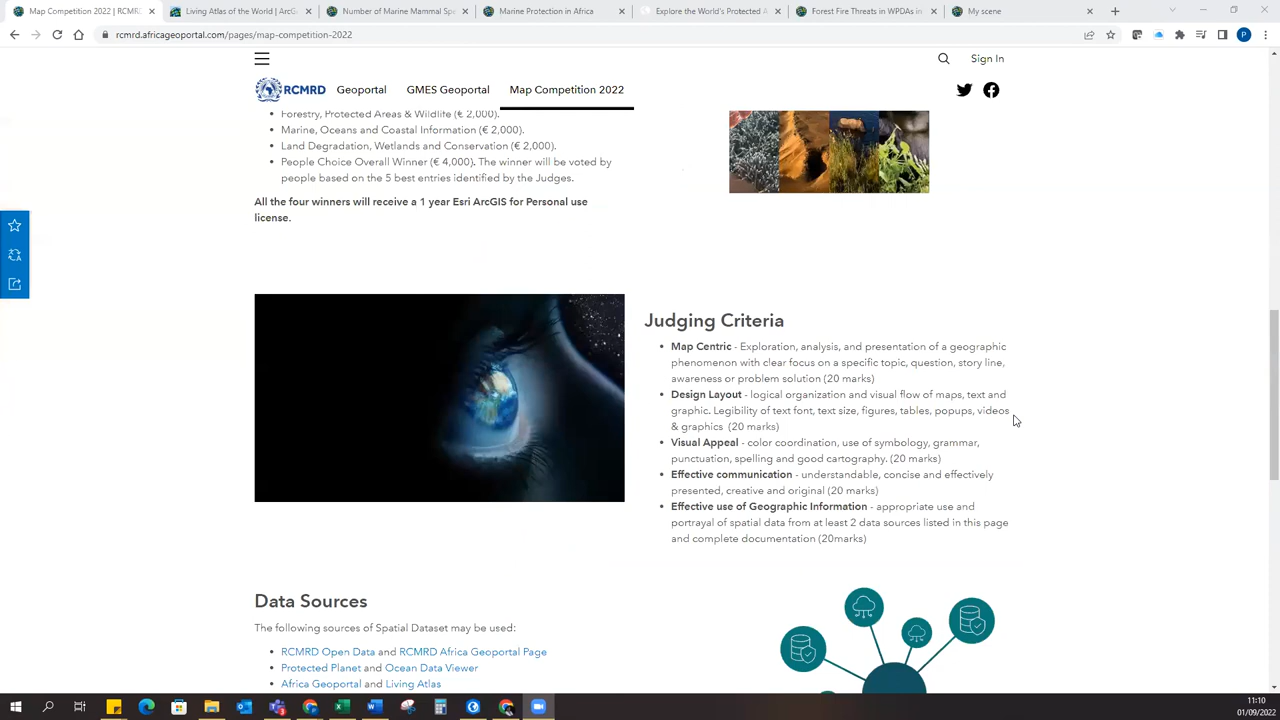 Map Competition 2022 | RCMRD
Living Atlas of the World | ArcG
Number of Marine Mammal Spe
Marine Protection in Africa
Explore the World's Protected A
Forest Fire Threats in WPDAs in
My scene
rcmrd.africageoportal.com/pages/map-competition-2022
P
Sign In
RCMRD
Geoportal
GMES Geoportal
Map Competition 2022
• Forestry, Protected Areas & Wildlife (€ 2,000).
• Marine, Oceans and Coastal Information (€ 2,000).
• Land Degradation, Wetlands and Conservation (€ 2,000).
• People Choice Overall Winner (€ 4,000). The winner will be voted by
people based on the 5 best entries identified by the Judges.
All the four winners will receive a 1 year Esri ArcGIS for Personal use
license.
Judging Criteria
• Map Centric - Exploration, analysis, and presentation of a geographic
phenomenon with clear focus on a specific topic, question, story line,
awareness or problem solution (20 marks)
• Design Layout - logical organization and visual flow of maps, text and
graphic. Legibility of text font, text size, figures, tables, popups, videos
& graphics (20 marks)
• Visual Appeal - color coordination, use of symbology, grammar,
punctuation, spelling and good cartography. (20 marks)
• Effective communication - understandable, concise and effectively
presented, creative and original (20 marks)
• Effective use of Geographic Information - appropriate use and
portrayal of spatial data from at least 2 data sources listed in this page
and complete documentation (20marks)
Data Sources
The following sources of Spatial Dataset may be used:
• RCMRD Open Data and RCMRD Africa Geoportal Page
• Protected Planet and Ocean Data Viewer
• Africa Geoportal and Living Atlas
11:10
01/09/2022